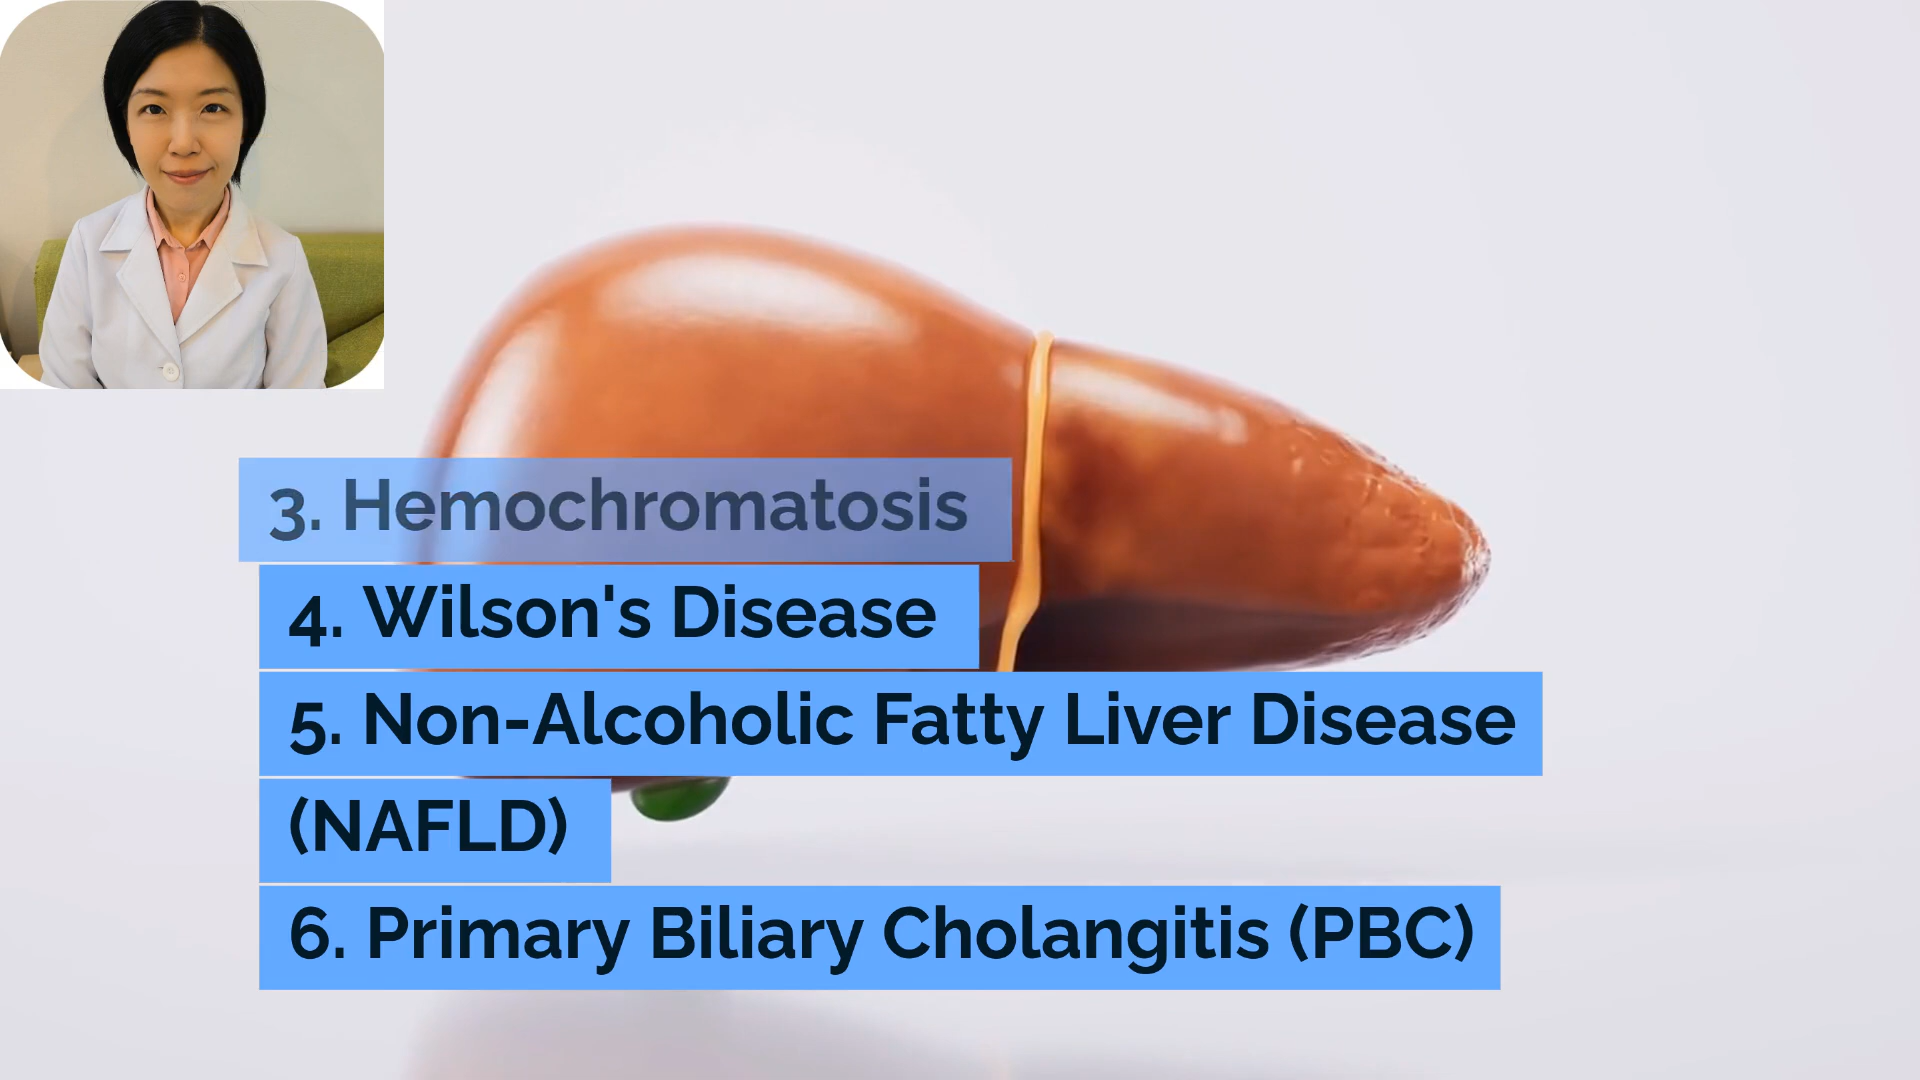 3. Hemochromatosis
4. Wilson's Disease
5. Non-Alcoholic Fatty Liver Disease
(NAFLD)
6. Primary Biliary Cholangitis (PBC)